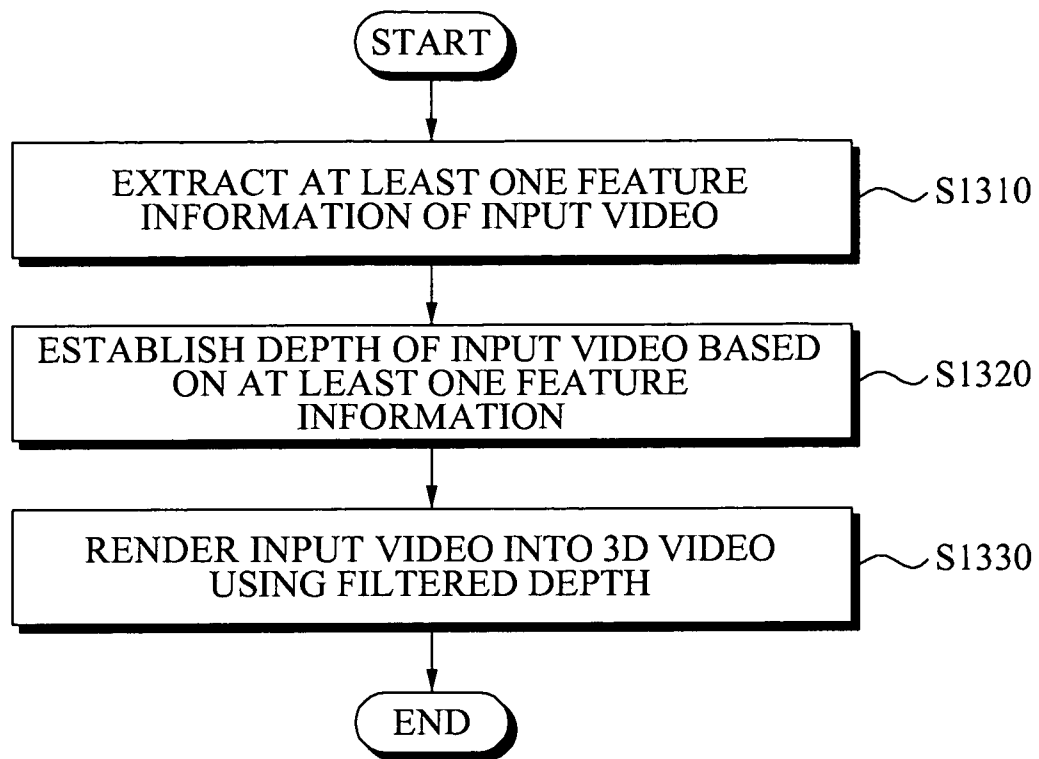 START
EXTRACT AT LEAST ONE FEATURE
INFORMATION OF INPUT VIDEO
S1310
ESTABLISH DEPTH OF INPUT VIDEO BASED
ON AT LEAST ONE FEATURE
INFORMATION
S1320
RENDER INPUT VIDEO INTO 3D VIDEO
USING FILTERED DEPTH
S1330
END